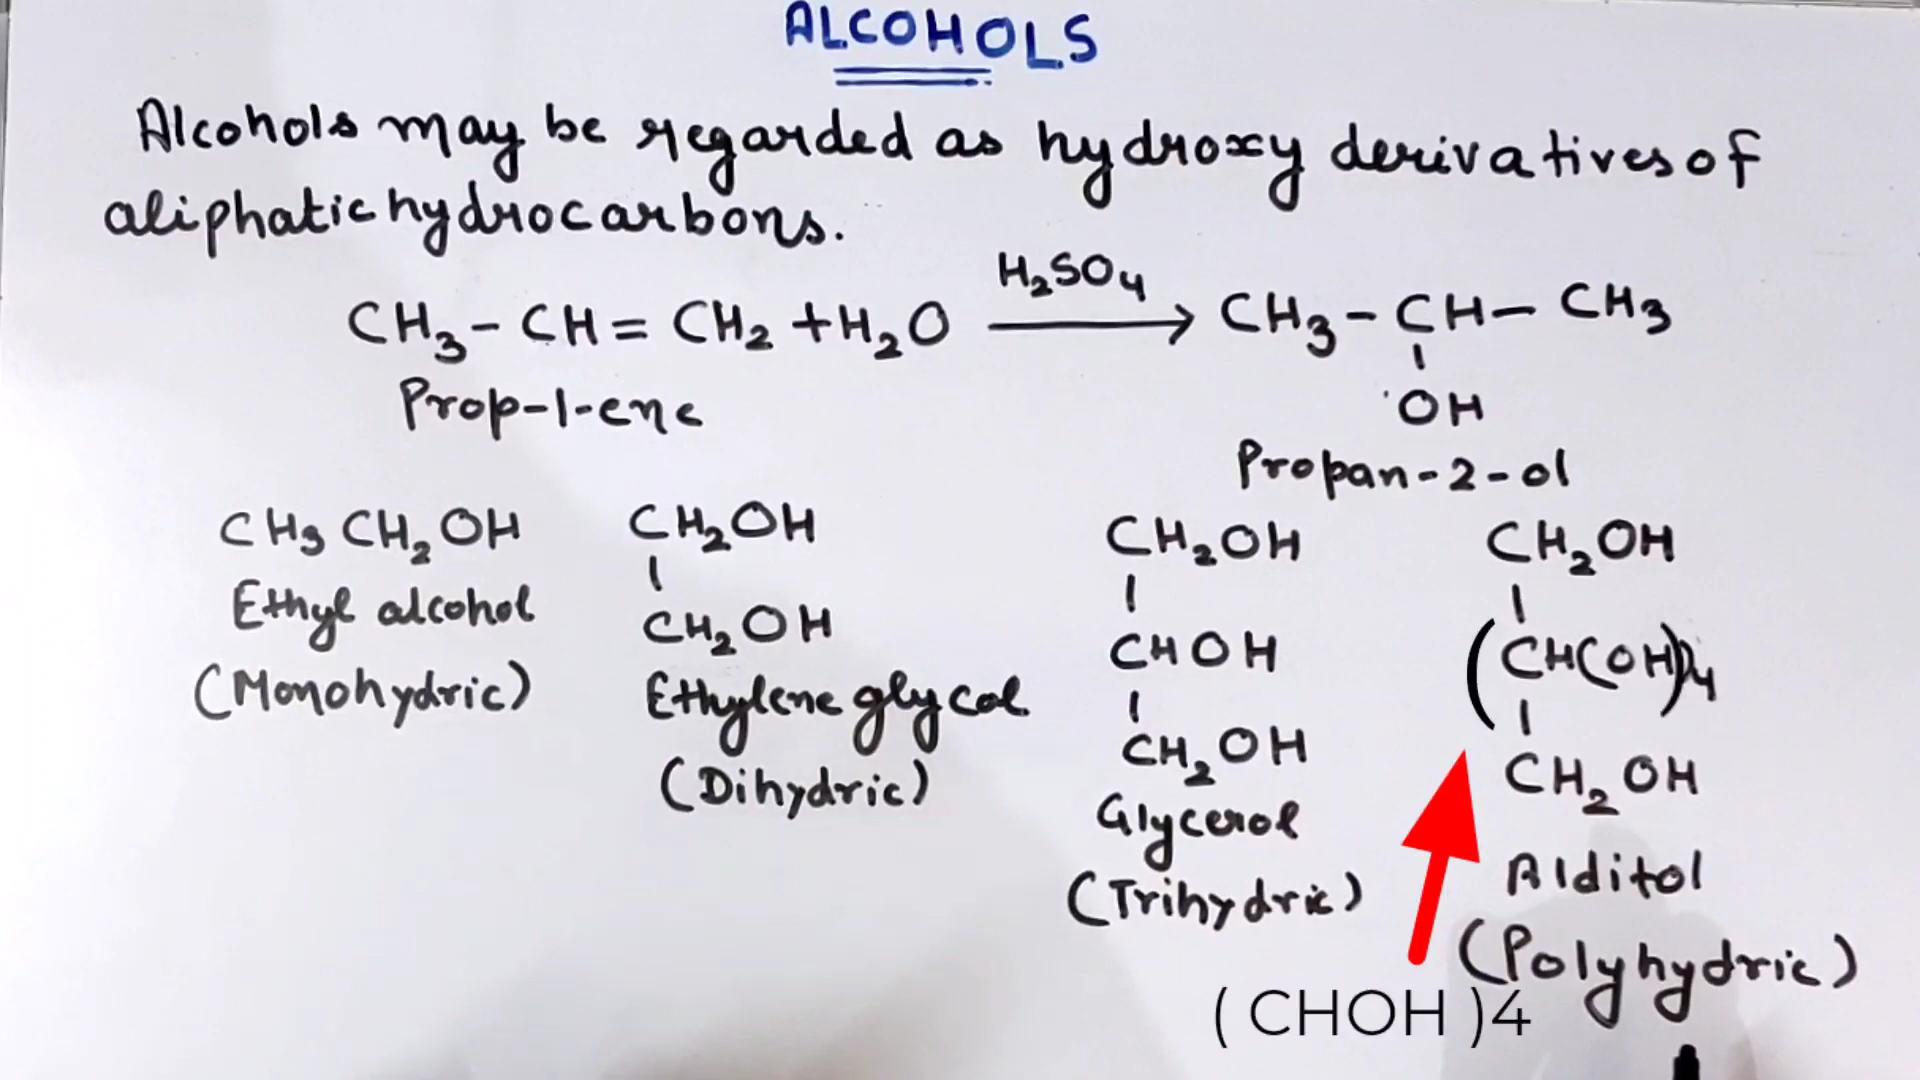 ALCOHOLS
Alcohols may be regarded as hydroxy derivatives of
aliphatic hydrocarbons.
H₂SO₄
CH₃ - CH = CH₂ + H₂O ⟶ CH₃ - CH - CH₃
OH
Prop-1-ene
Propan-2-ol
CH₃ CH₂OH
Ethyl alcohol
(Monohydric)
CH₂OH
CH₂OH
Ethylene glycol
(Dihydric)
CH₂OH
CHOH
CH₂OH
Glycerol
(Trihydric)
CH₂OH
(CH(OH))4
CH₂OH
Alditol
(Polyhydric)
( CHOH )4